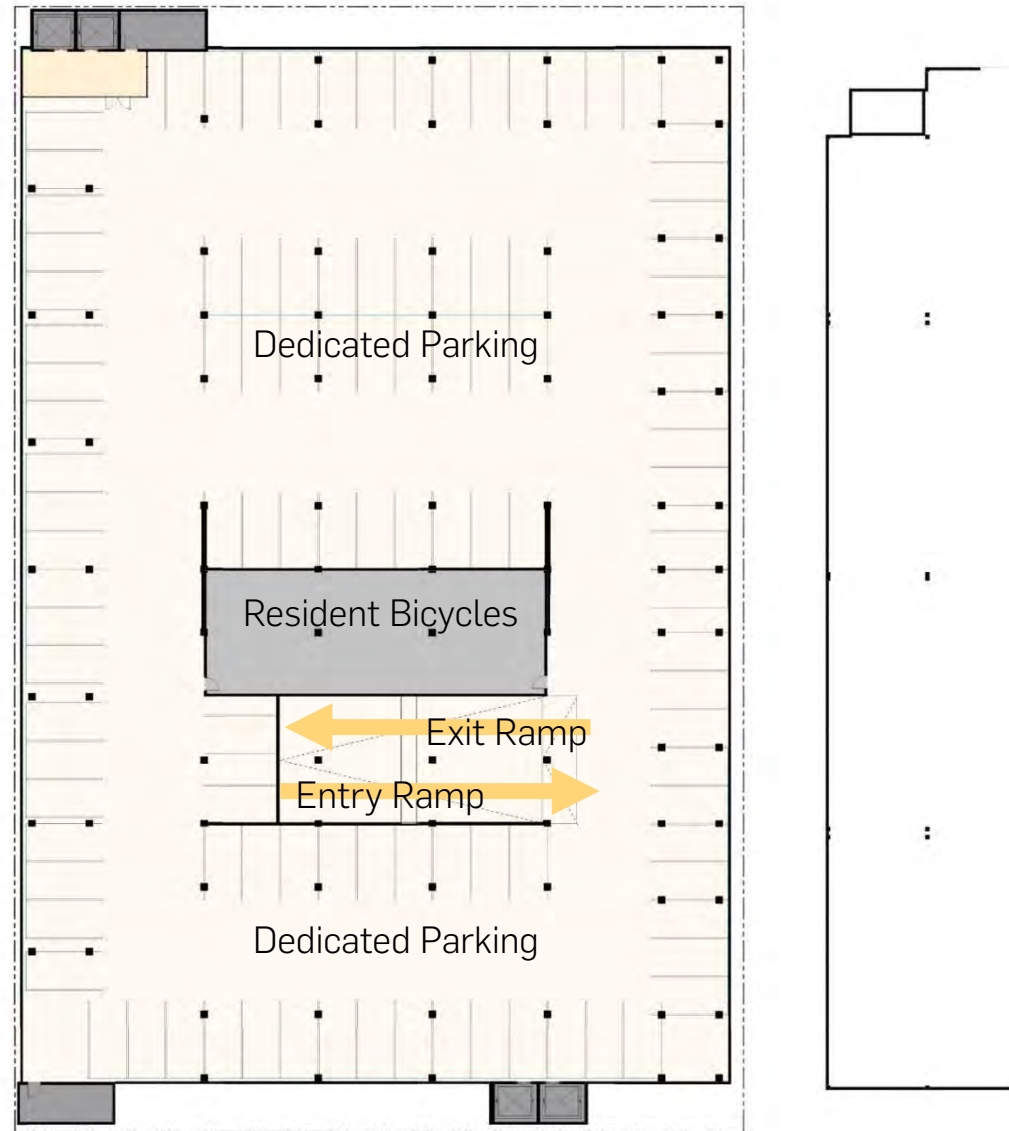 Dedicated Parking
Resident Bicycles
Exit Ramp
Entry Ramp
Dedicated Parking